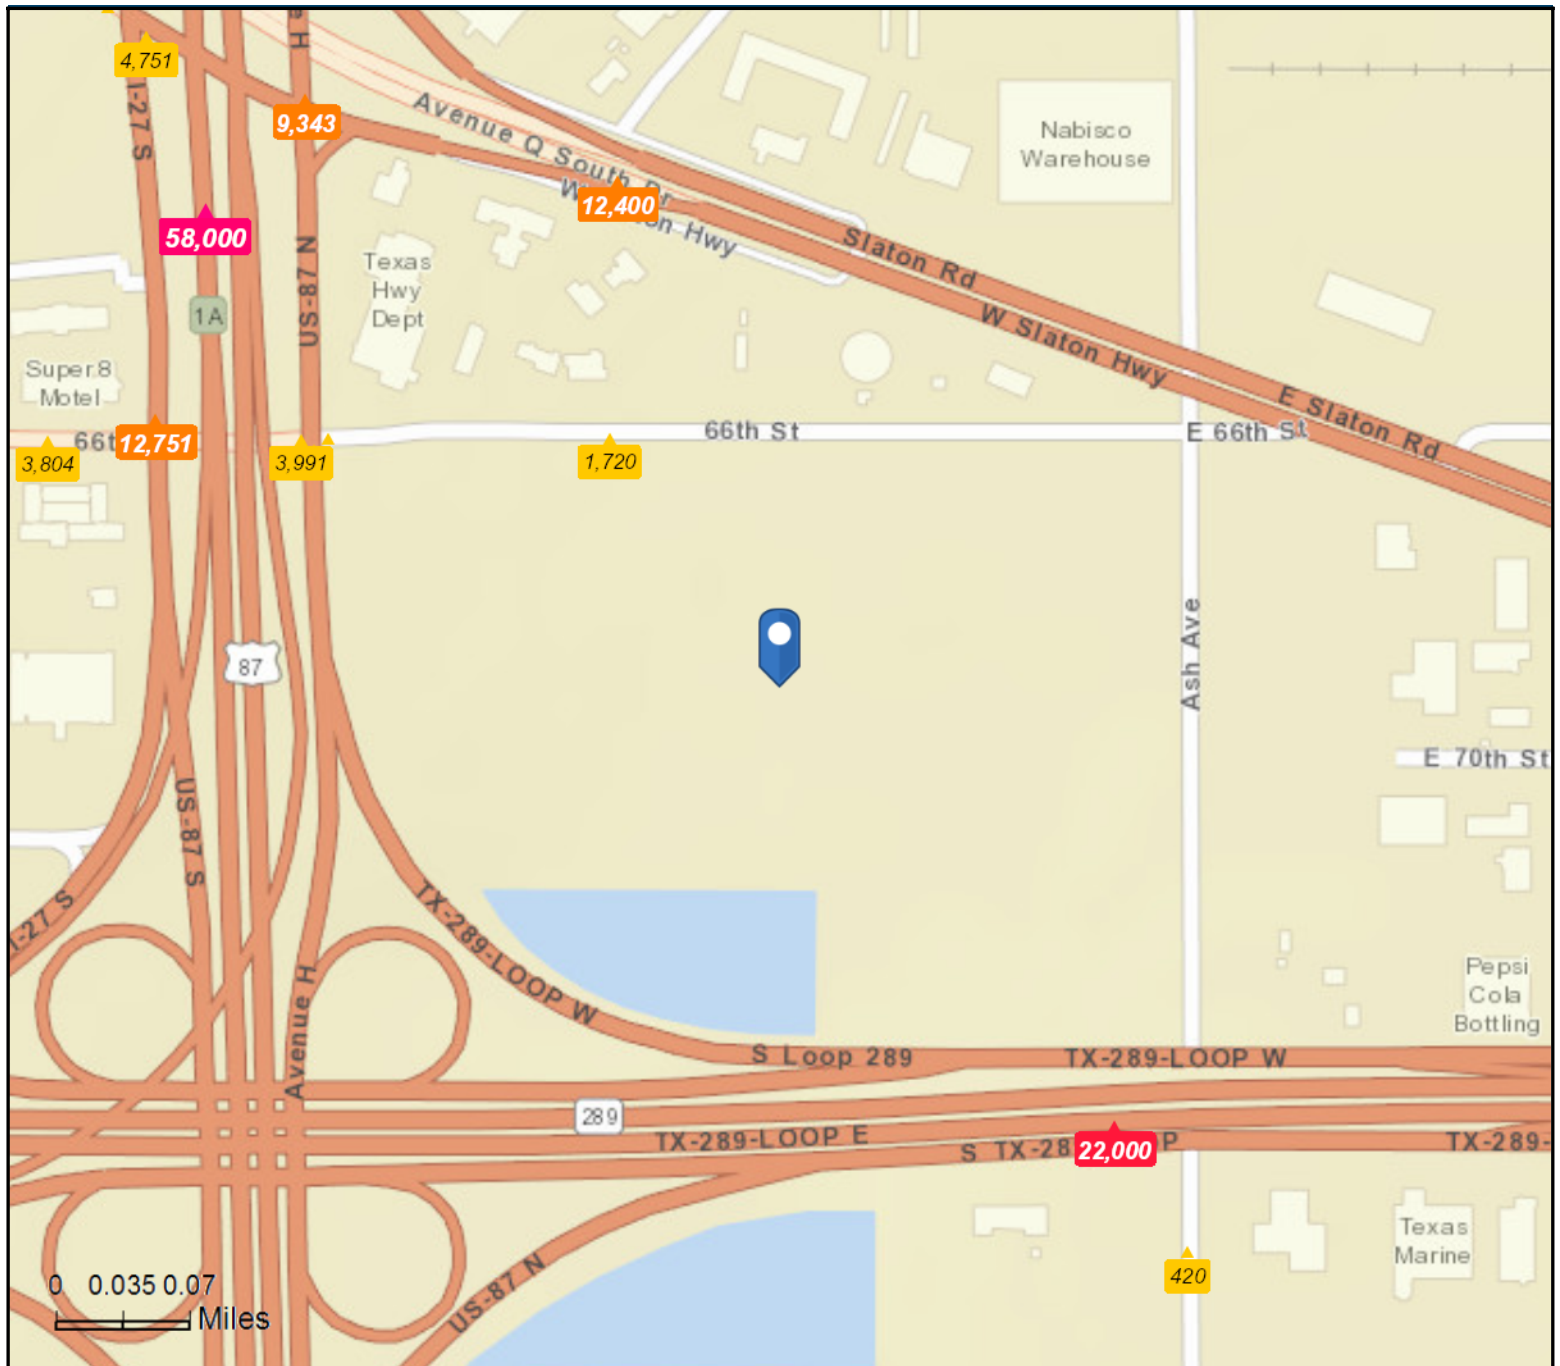 4,751
e H
I-27 S
9,343
Avenue Q South Dr
12,400
Nabisco
Warehouse
58,000
US-87 N
Texas
Hwy
Dept
Slaton Rd
1A
W Slaton Hwy
Super 8
Motel
E Slaton Rd
66th St
E 66th St
12,751
3,804
3,991
1,720
Ash Ave
87
E 70th St
US-87 S
I-27 S
TX-289-LOOP W
Avenue H
Pepsi
Cola
Bottling
S Loop 289
TX-289-LOOP W
289
TX-289-LOOP E
S TX-28
22,000
P
TX-289-
Texas
Marine
420
US-87 N
0 0.035 0.07
Miles